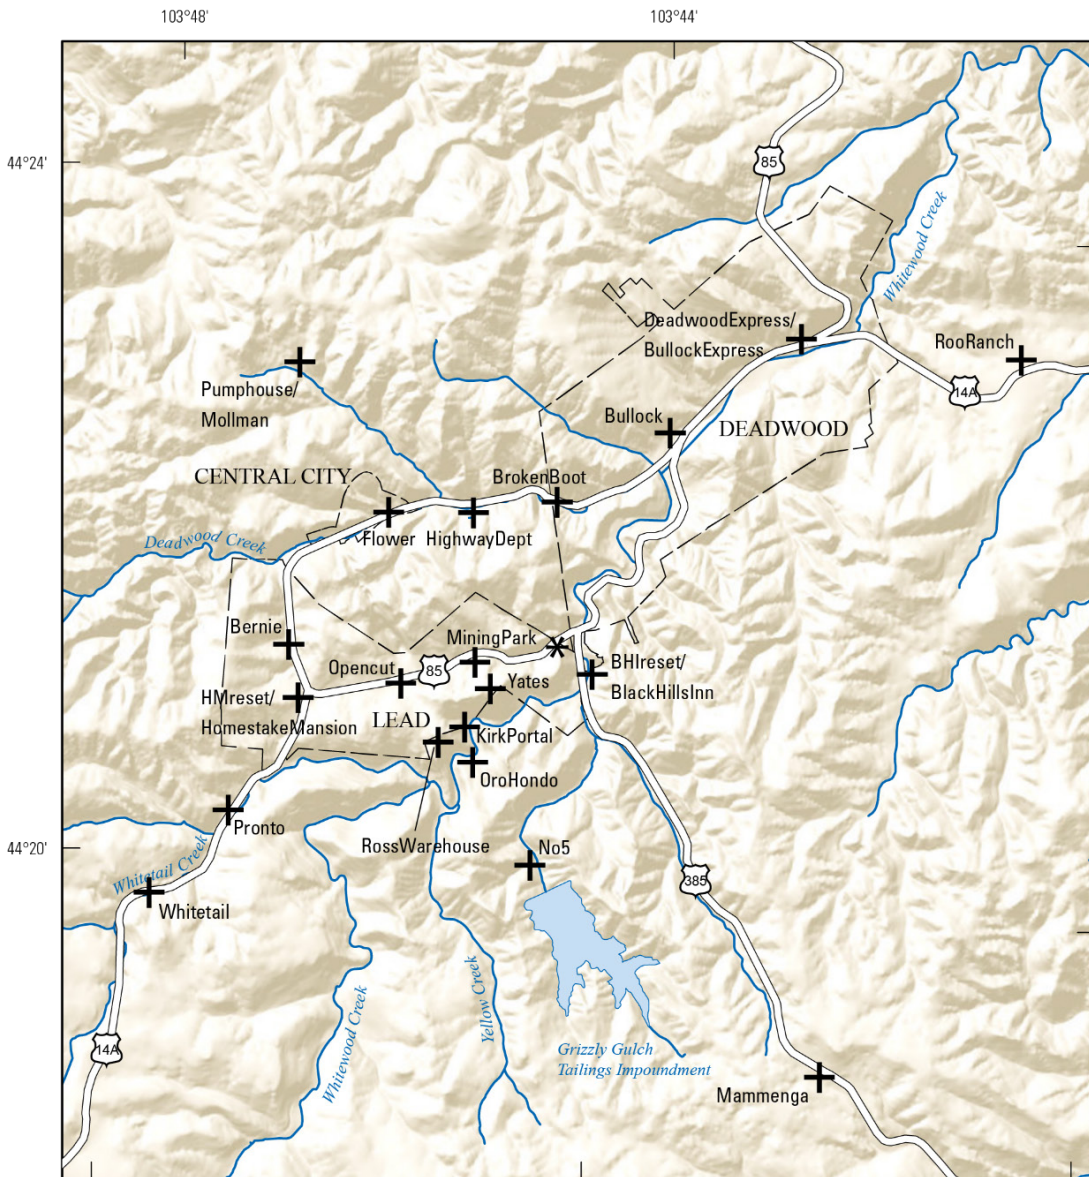 103°48'
103°44'
44°24'
85
Whitewood Creek
DeadwoodExpress/
BullockExpress
RooRanch
Pumphouse/
Mollman
14A
Bullock
DEADWOOD
CENTRAL CITY
BrokenBoot
Flower
HighwayDept
Deadwood Creek
Bernie
MiningPark
Opencut
85
Yates
BHIreset/
BlackHillsInn
HMreset/
HomestakeMansion
LEAD
KirkPortal
OroHondo
Pronto
RossWarehouse
44°20'
No5
Whitetail Creek
385
Whitetail
Yellow Creek
Whitewood Creek
14A
Grizzly Gulch
Tailings Impoundment
Mammenga